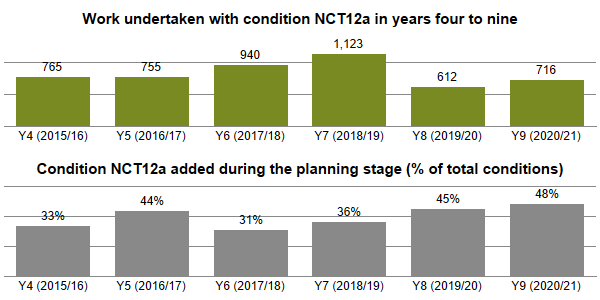 Work undertaken with condition NCT12a in years four to nine
765 755 940 1,123 612 716
Y4 (2015/16) Y5 (2016/17) Y6 (2017/18) Y7 (2018/19) Y8 (2019/20) Y9 (2020/21)
Condition NCT12a added during the planning stage (% of total conditions)
33% 44% 31% 36% 45% 48%
Y4 (2015/16) Y5 (2016/17) Y6 (2017/18) Y7 (2018/19) Y8 (2019/20) Y9 (2020/21)